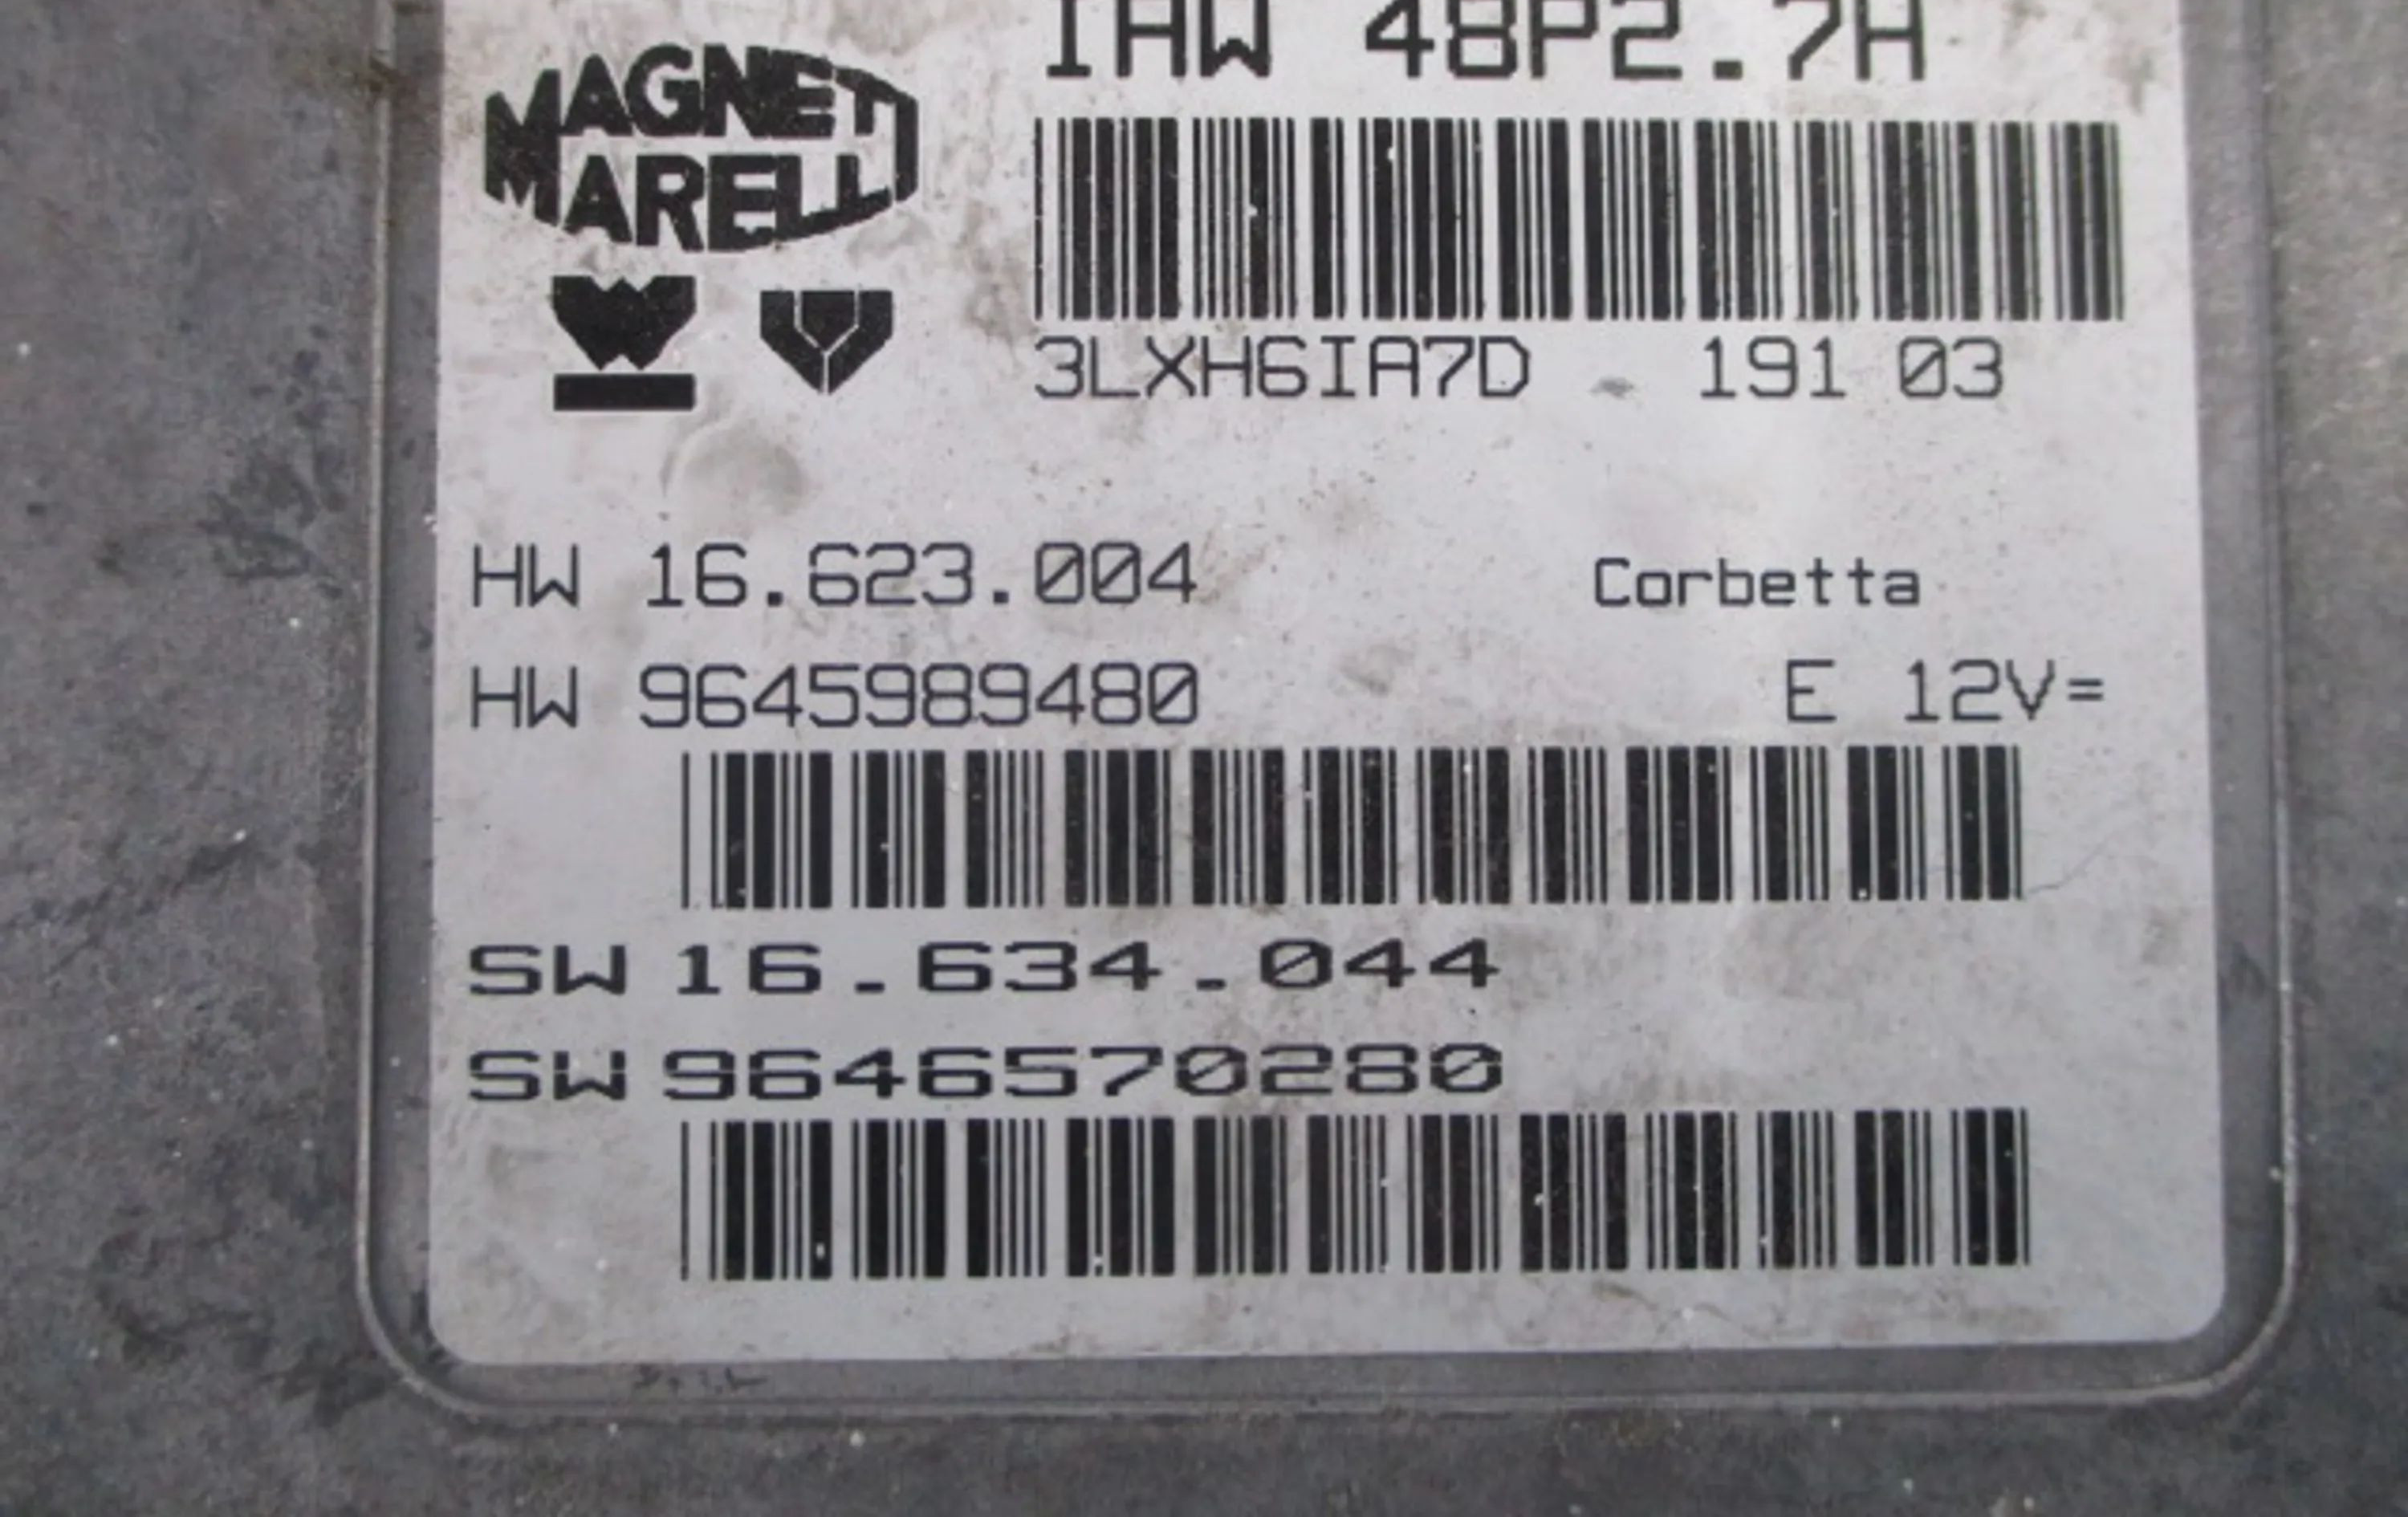 IAW 48P2.7H
MAGNETI
MARELLI
3LXH6IA7D - 191 03
HW 16.623.004 Corbetta
HW 9645989480 E 12V=
SW 16.634.044
SW 9646570280